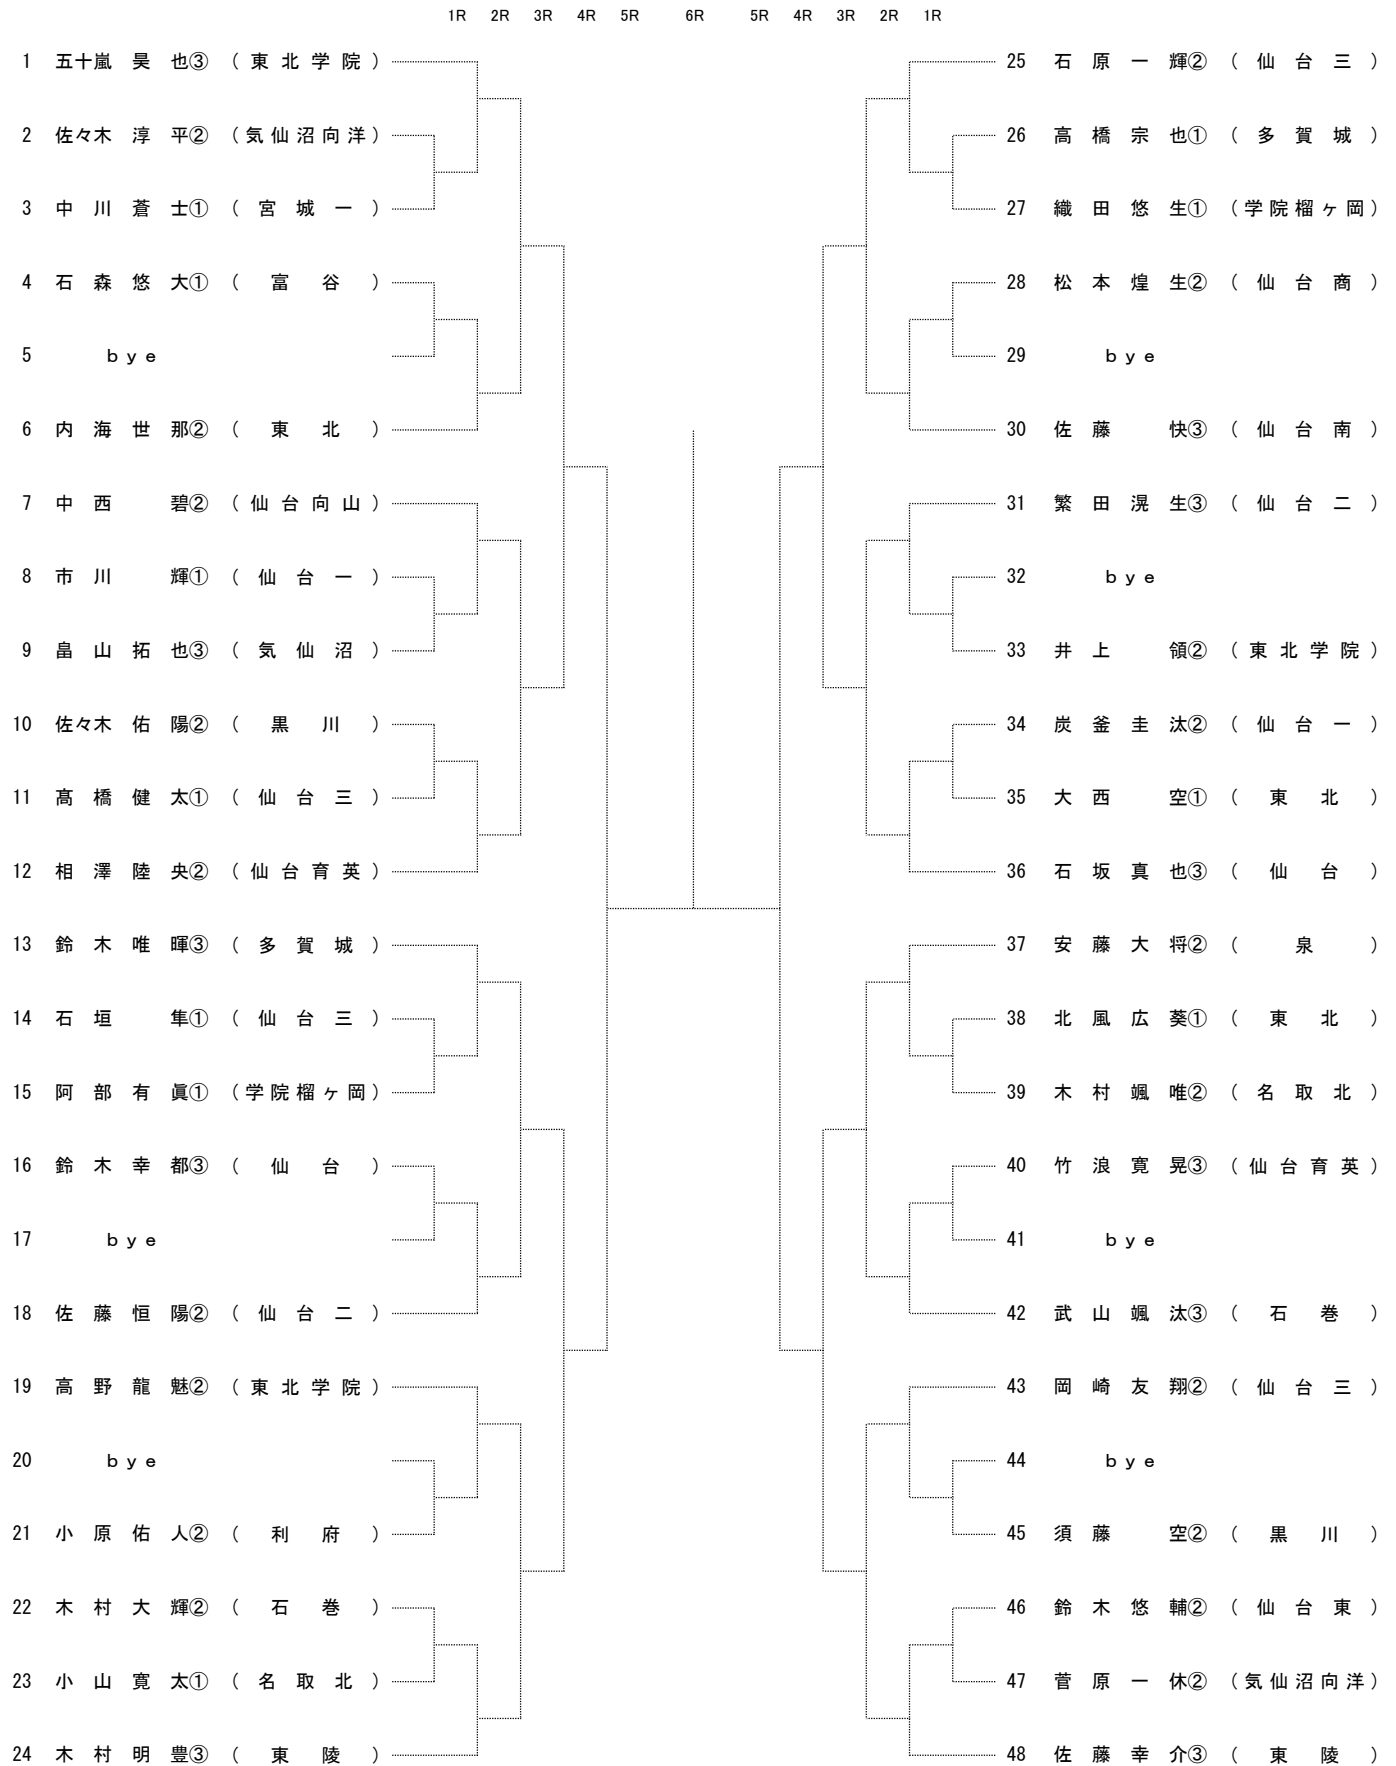 1R 2R 3R 4R 5R 6R 5R 4R 3R 2R 1R
1 五十嵐 昊 也③ (東北学院) 25 石原一輝② (仙台三)
2 佐々木 淳 平② (気仙沼向洋) 26 高橋宗也① (多賀城)
3 中川蒼士① (宮城一) 27 織田悠生① (学院榴ヶ岡)
4 石森悠大① (富谷) 28 松本煌生② (仙台商)
5 bye 29 bye
6 内海世那② (東北) 30 佐藤 快③ (仙台南)
7 中西 碧② (仙台向山) 31 繁田滉生③ (仙台二)
8 市川 輝① (仙台一) 32 bye
9 畠山拓也③ (気仙沼) 33 井上 領② (東北学院)
10 佐々木 佑 陽② (黒川) 34 炭釜圭汰② (仙台一)
11 髙橋健太① (仙台三) 35 大西 空① (東北)
12 相澤陸央② (仙台育英) 36 石坂真也③ (仙台)
13 鈴木唯暉③ (多賀城) 37 安藤大将② (泉)
14 石垣 隼① (仙台三) 38 北風広葵① (東北)
15 阿部有眞① (学院榴ヶ岡) 39 木村颯唯② (名取北)
16 鈴木幸都③ (仙台) 40 竹浪寛晃③ (仙台育英)
17 bye 41 bye
18 佐藤恒陽② (仙台二) 42 武山颯汰③ (石巻)
19 高野龍魅② (東北学院) 43 岡崎友翔② (仙台三)
20 bye 44 bye
21 小原佑人② (利府) 45 須藤 空② (黒川)
22 木村大輝② (石巻) 46 鈴木悠輔② (仙台東)
23 小山寛太① (名取北) 47 菅原一休② (気仙沼向洋)
24 木村明豊③ (東陵) 48 佐藤幸介③ (東陵)